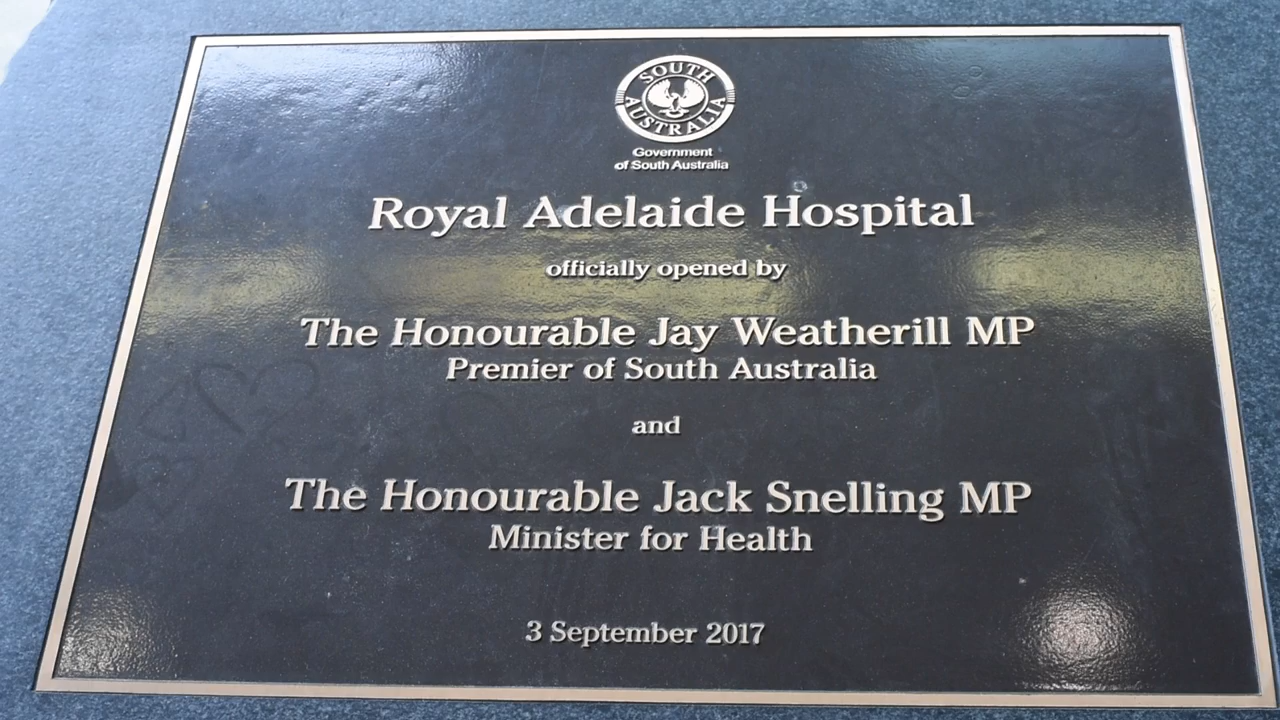 SOUTH
AUSTRALIA
Government
of South Australia
Royal Adelaide Hospital
officially opened by
The Honourable Jay Weatherill MP
Premier of South Australia
and
The Honourable Jack Snelling MP
Minister for Health
3 September 2017